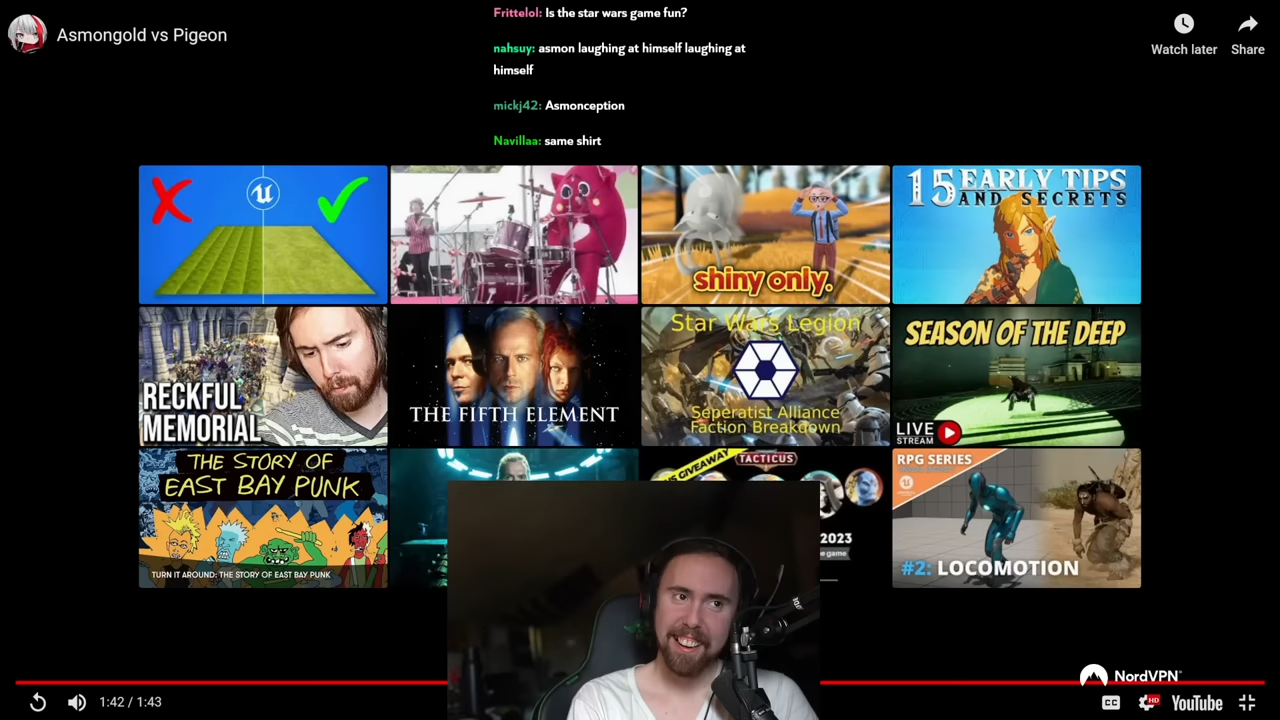 Asmongold vs Pigeon
Frittelol: Is the star wars game fun?
nahsuy: asmon laughing at himself laughing at
himself
mickj42: Asmonception
Navillaa: same shirt
Watch later
Share
shiny only.
15 EARLY TIPS
AND SECRETS
RECKFUL
MEMORIAL
THE FIFTH ELEMENT
Star Wars Legion
Seperatist Alliance
Faction Breakdown
SEASON OF THE DEEP
LIVE
STREAM
THE STORY OF
EAST BAY PUNK
TURN IT AROUND: THE STORY OF EAST BAY PUNK
GIVEAWAY
TACTICUS
2023
game
RPG SERIES
#2: LOCOMOTION
NordVPN
1:42 / 1:43
CC
HD
YouTube